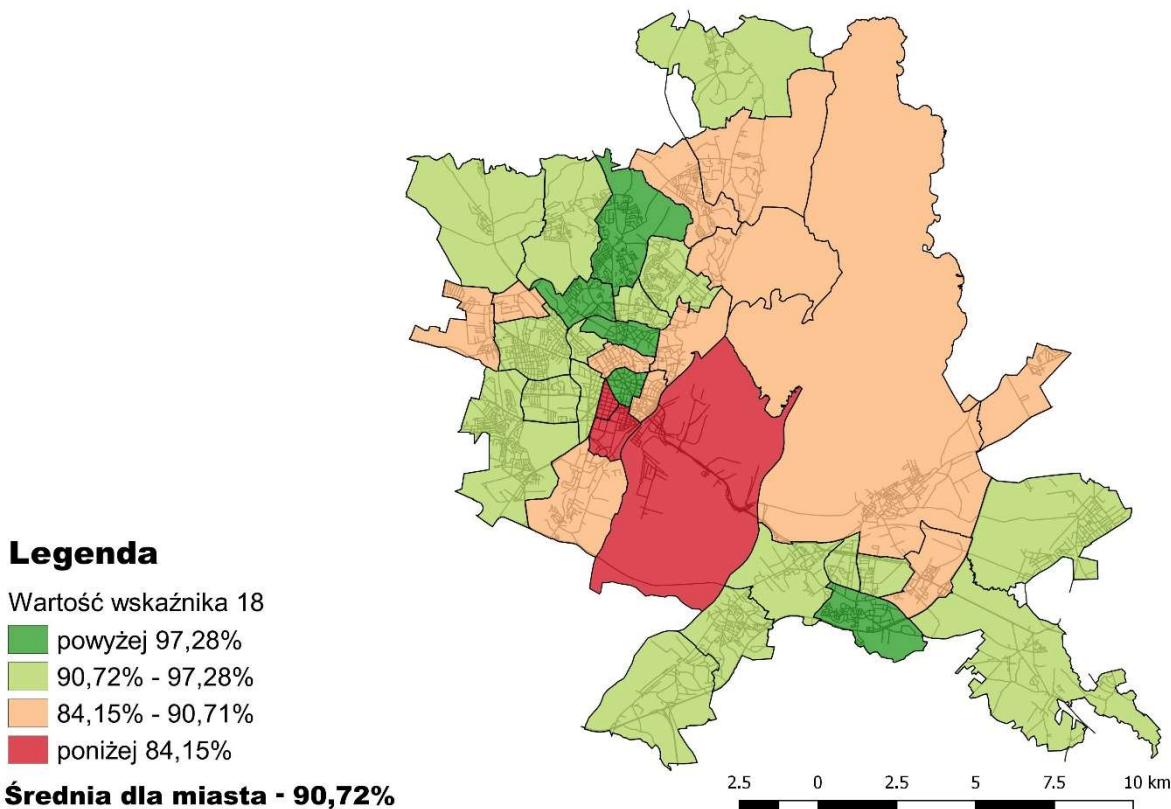 Legenda
Wartość wskaźnika 18
powyżej 97,28%
90,72% - 97,28%
84,15% - 90,71%
poniżej 84,15%
Średnia dla miasta - 90,72%
2.5 0 2.5 5 7.5 10 km